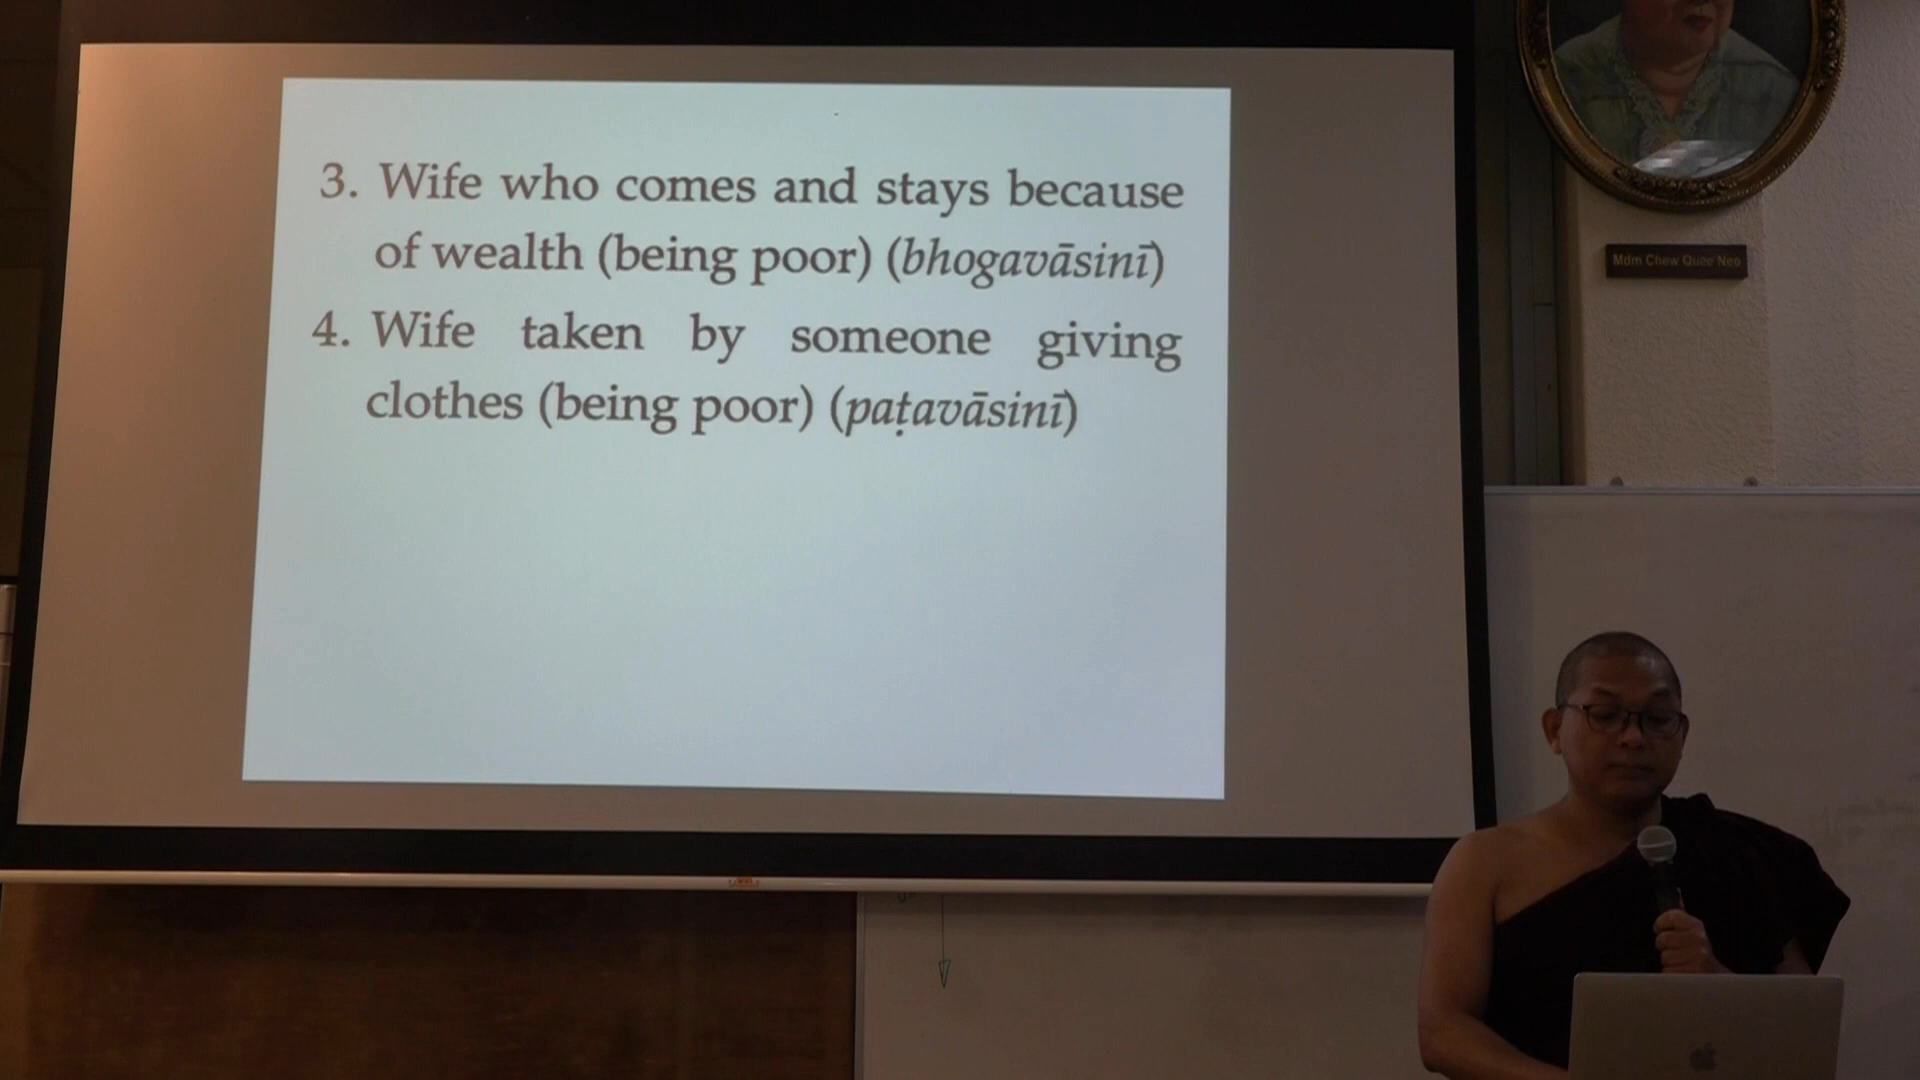 3. Wife who comes and stays because
of wealth (being poor) (bhogavāsinī)
4. Wife taken by someone giving
clothes (being poor) (paṭavāsinī)
Mdm Chew Quee Neo